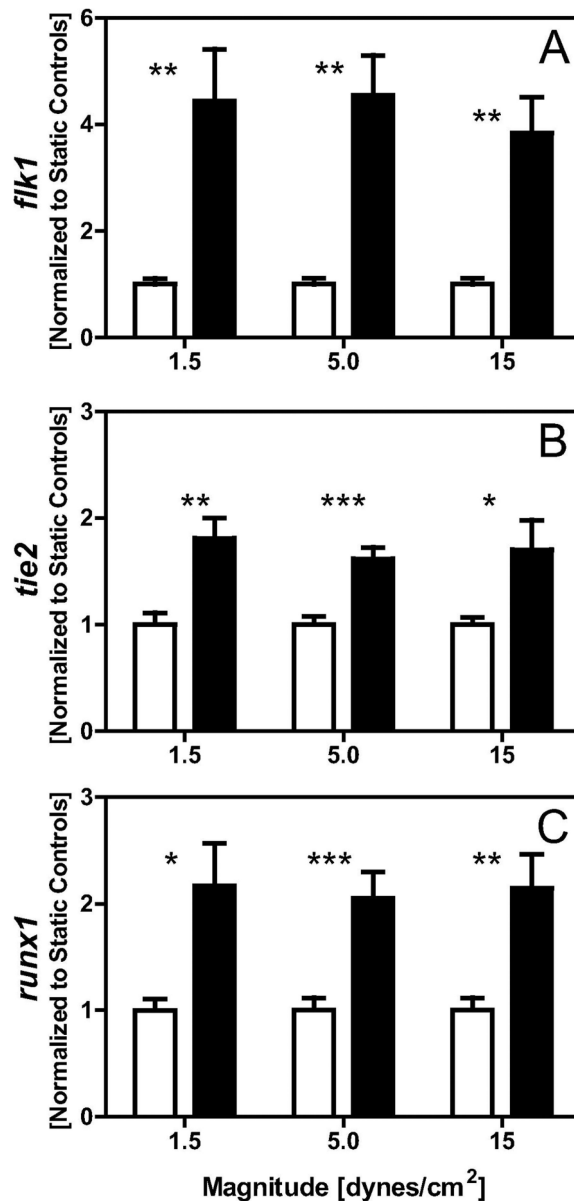 A
6
4
2
0
flk1
[Normalized to Static Controls]
** ** **
1.5 5.0 15
B
3
2
1
0
tie2
[Normalized to Static Controls]
** *** *
1.5 5.0 15
C
3
2
1
0
runx1
[Normalized to Static Controls]
* *** **
1.5 5.0 15
Magnitude [dynes/cm²]